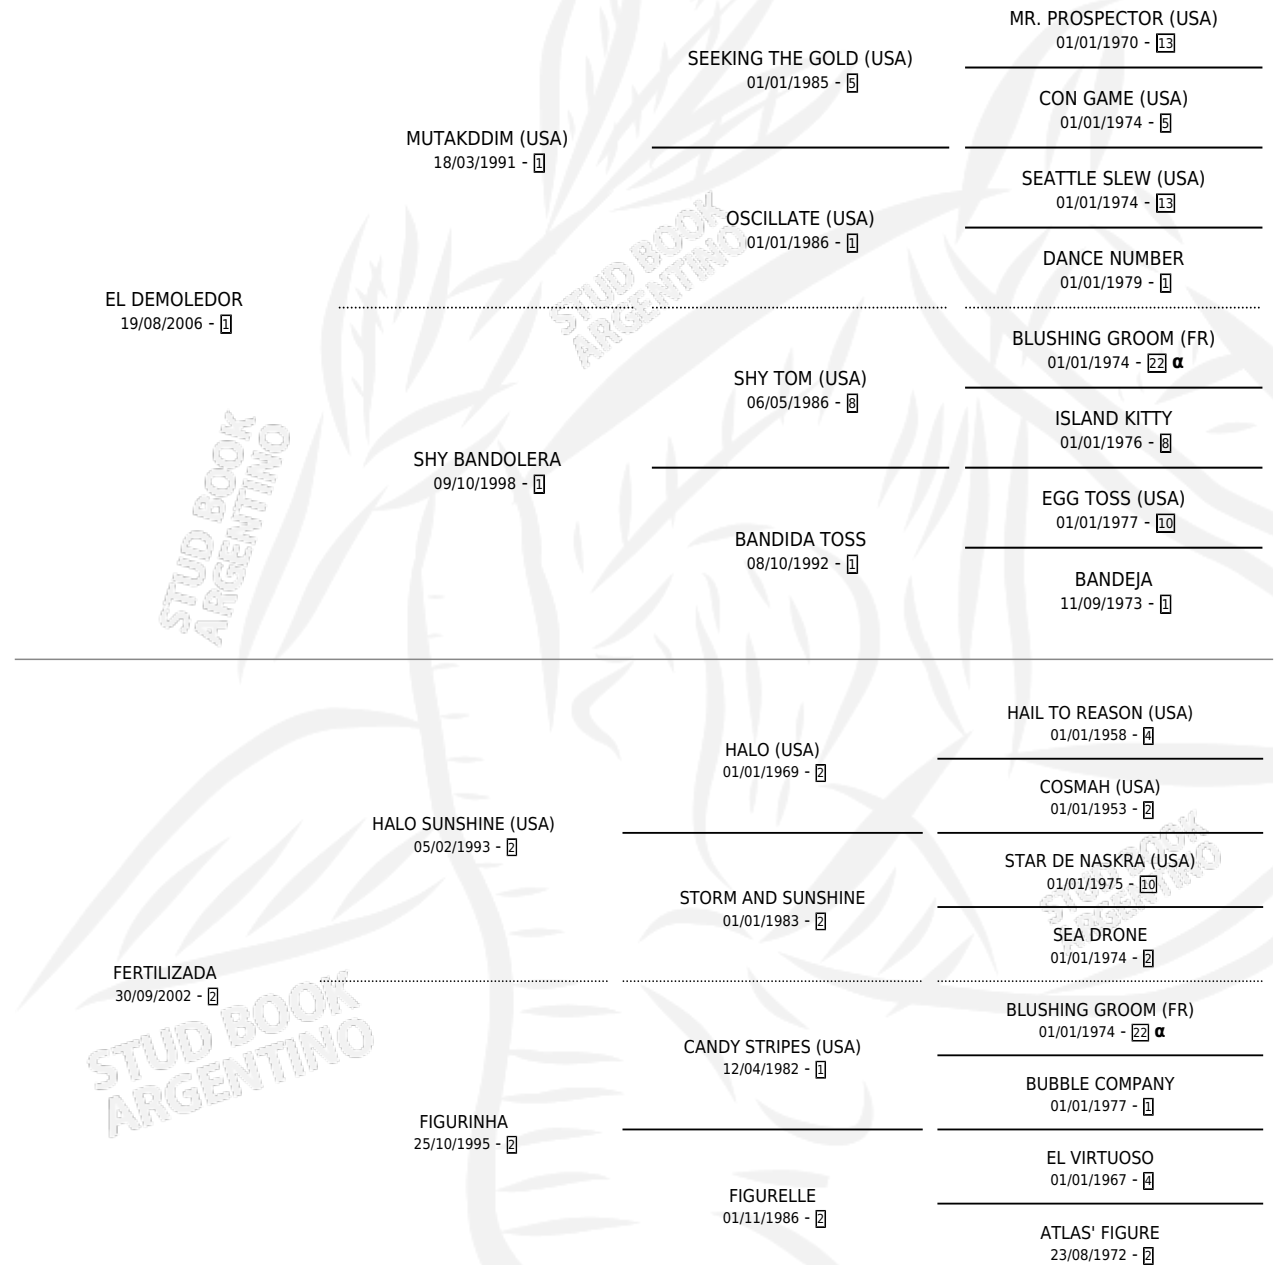 MR. PROSPECTOR (USA)
01/01/1970 - 13
SEEKING THE GOLD (USA)
01/01/1985 - 5
CON GAME (USA)
01/01/1974 - 5
MUTAKDDIM (USA)
18/03/1991 - 1
SEATTLE SLEW (USA)
01/01/1974 - 13
OSCILLATE (USA)
01/01/1986 - 1
DANCE NUMBER
01/01/1979 - 1
EL DEMOLEDOR
19/08/2006 - 1
BLUSHING GROOM (FR)
01/01/1974 - 22 α
SHY TOM (USA)
06/05/1986 - 8
ISLAND KITTY
01/01/1976 - 8
SHY BANDOLERA
09/10/1998 - 1
EGG TOSS (USA)
01/01/1977 - 10
BANDIDA TOSS
08/10/1992 - 1
BANDEJA
11/09/1973 - 1
HAIL TO REASON (USA)
01/01/1958 - 4
HALO (USA)
01/01/1969 - 2
COSMAH (USA)
01/01/1953 - 2
HALO SUNSHINE (USA)
05/02/1993 - 2
STAR DE NASKRA (USA)
01/01/1975 - 10
STORM AND SUNSHINE
01/01/1983 - 2
SEA DRONE
01/01/1974 - 2
FERTILIZADA
30/09/2002 - 2
BLUSHING GROOM (FR)
01/01/1974 - 22 α
CANDY STRIPES (USA)
12/04/1982 - 1
BUBBLE COMPANY
01/01/1977 - 1
FIGURINHA
25/10/1995 - 2
EL VIRTUOSO
01/01/1967 - 4
FIGURELLE
01/11/1986 - 2
ATLAS' FIGURE
23/08/1972 - 2
STUD BOOK
ARGENTINO
STUD BOOK
ARGENTINO
STUD BOOK
ARGENTINO
STUD BOOK
ARGENTINO